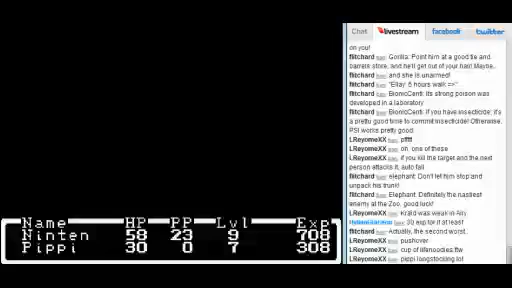 Chat livestream facebook twitter
on you!
flitchard: Gorilla: Point him at a good tie and
barrels store, and he'll get out of your hair! Maybe.
flitchard: and she is unarmed!
flitchard: "Ellay: 5 hours walk =>"
flitchard: BionicCenti: Its strong poison was
developed in a laboratory
flitchard: BionicCenti: If you have insecticide, it's
a pretty good time to commit insecticide! Otherwise,
PSI works pretty good.
LReyomeXX: pffff
LReyomeXX: oh, one of these
LReyomeXX: if you kill the target and the next
person attacks it, auto fail
flitchard: elephant: Don't let him stop and
unpack his trunk!
flitchard: Elephant: Definitely the nastiest
enemy at the Zoo, good luck!
LReyomeXX: Kraid was weak in Ally
30 exp for it at least!
flitchard: Actually, the worst.
LReyomeXX: pushover
LReyomeXX: cup of lifenoodles ftw
LReyomeXX: pippi longstocking lol
Name HP PP Lvl Exp
Ninten 58 23 9 708
Pippi 30 0 7 308